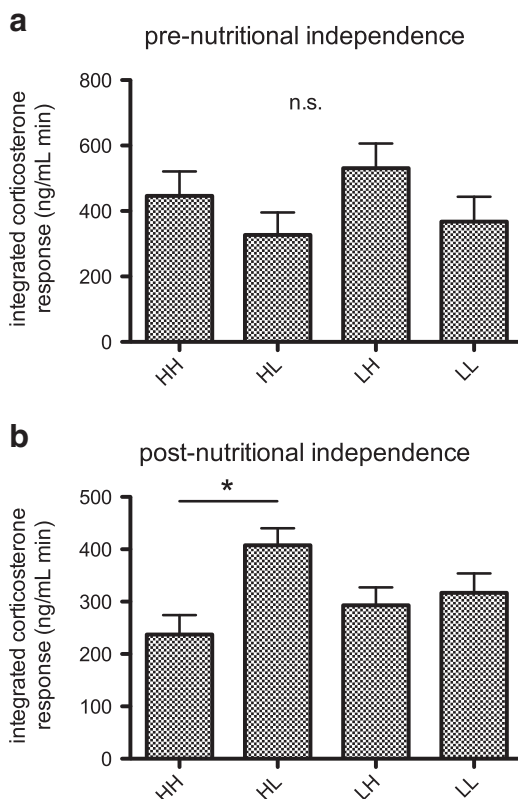 a
pre-nutritional independence
integrated corticosterone
response (ng/mL min)
800
600
400
200
0
n.s.
HH
HL
LH
LL
b
post-nutritional independence
integrated corticosterone
response (ng/mL min)
500
400
300
200
100
0
*
HH
HL
LH
LL